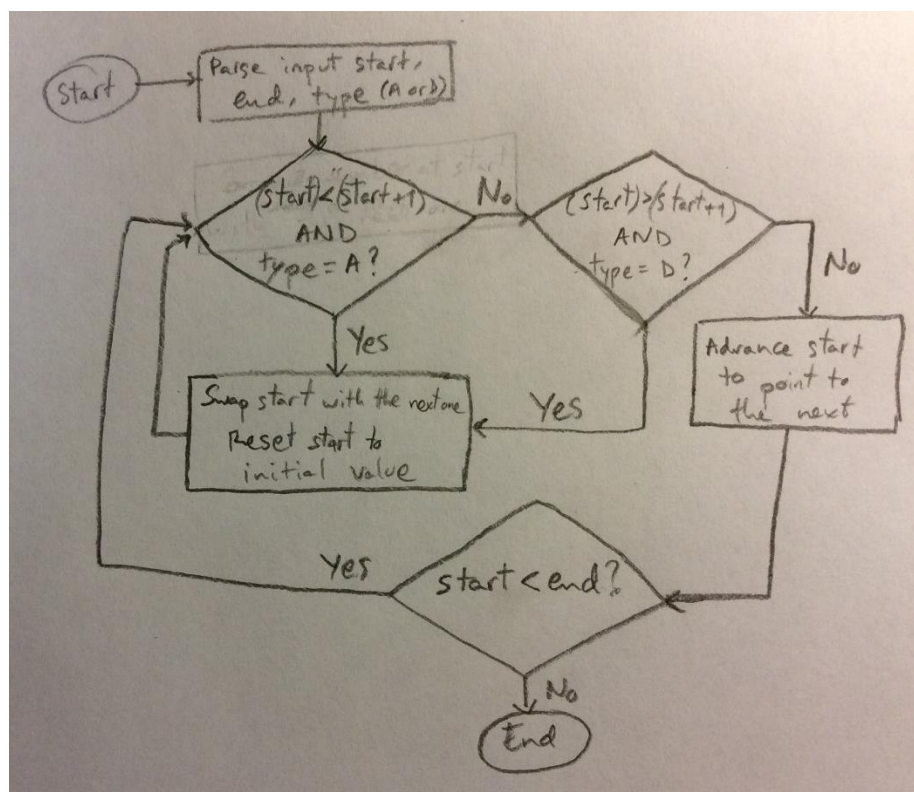 Start
Parse input start,
end, type (A or D)
(start)<(start+1)
AND
type = A?
No
(start)>(start+1)
AND
type = D?
No
Yes
Swap start with the next one
Reset start to
initial value
Yes
Advance start
to point to
the next
Yes
start < end?
No
End